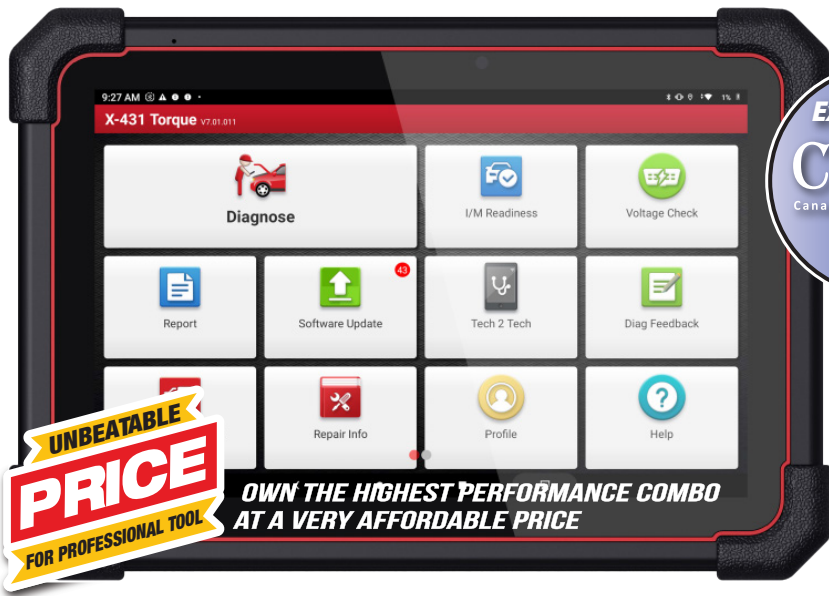 9:27 AM
1%
X-431 Torque V7.01.011
Diagnose
I/M Readiness
Voltage Check
Report
Software Update
43
Tech 2 Tech
Diag Feedback
Repair Info
Profile
Help
UNBEATABLE
PRICE
FOR PROFESSIONAL TOOL
OWN THE HIGHEST PERFORMANCE COMBO
AT A VERY AFFORDABLE PRICE